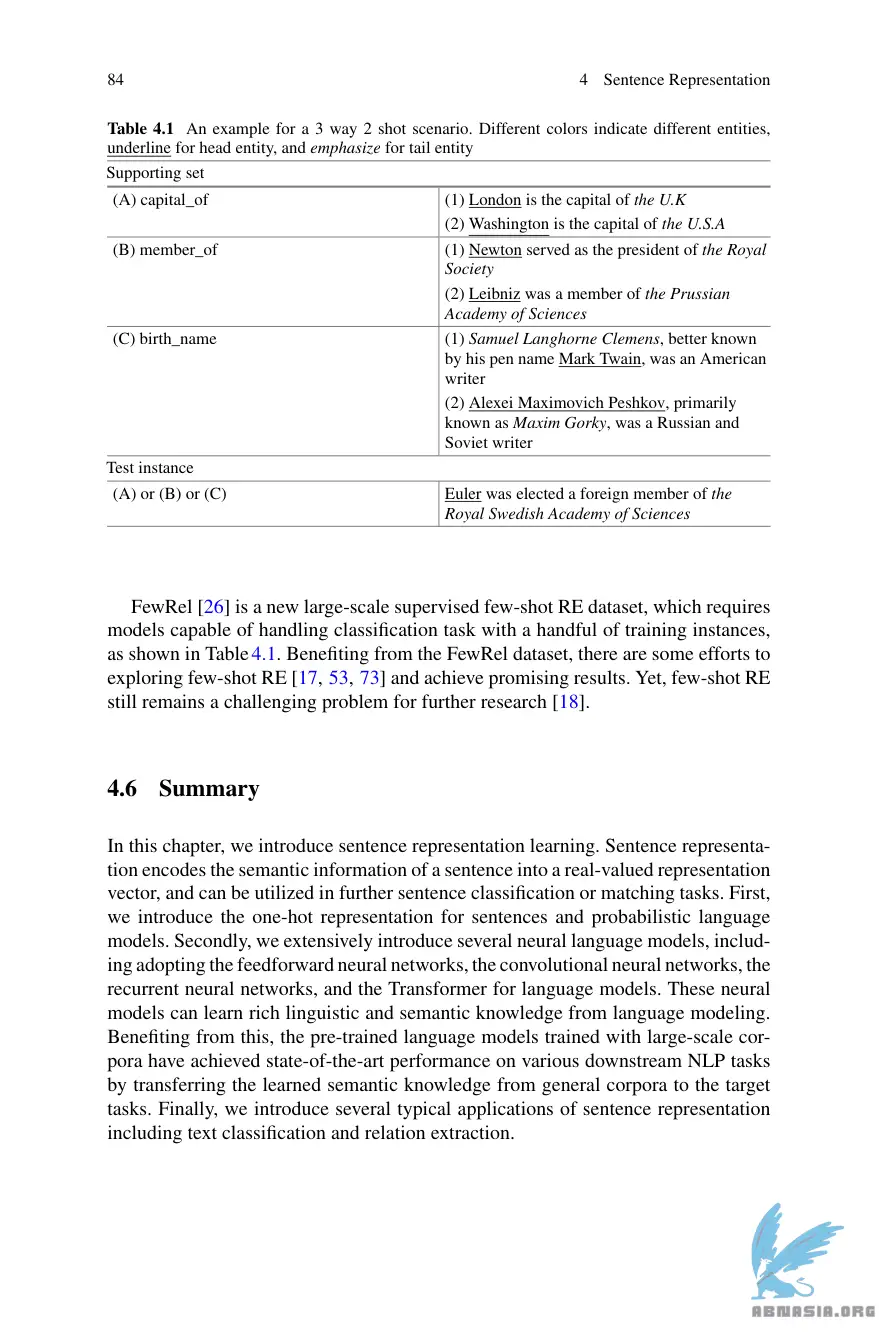 84
4 Sentence Representation
Table 4.1 An example for a 3 way 2 shot scenario. Different colors indicate different entities,
underline for head entity, and emphasize for tail entity
Supporting set
(A) capital_of
(1) London is the capital of the U.K
(2) Washington is the capital of the U.S.A
(B) member_of
(1) Newton served as the president of the Royal
Society
(2) Leibniz was a member of the Prussian
Academy of Sciences
(C) birth_name
(1) Samuel Langhorne Clemens, better known
by his pen name Mark Twain, was an American
writer
(2) Alexei Maximovich Peshkov, primarily
known as Maxim Gorky, was a Russian and
Soviet writer
Test instance
(A) or (B) or (C)
Euler was elected a foreign member of the
Royal Swedish Academy of Sciences
FewRel [26] is a new large-scale supervised few-shot RE dataset, which requires
models capable of handling classification task with a handful of training instances,
as shown in Table 4.1. Benefiting from the FewRel dataset, there are some efforts to
exploring few-shot RE [17, 53, 73] and achieve promising results. Yet, few-shot RE
still remains a challenging problem for further research [18].
4.6 Summary
In this chapter, we introduce sentence representation learning. Sentence representa-
tion encodes the semantic information of a sentence into a real-valued representation
vector, and can be utilized in further sentence classification or matching tasks. First,
we introduce the one-hot representation for sentences and probabilistic language
models. Secondly, we extensively introduce several neural language models, includ-
ing adopting the feedforward neural networks, the convolutional neural networks, the
recurrent neural networks, and the Transformer for language models. These neural
models can learn rich linguistic and semantic knowledge from language modeling.
Benefiting from this, the pre-trained language models trained with large-scale cor-
pora have achieved state-of-the-art performance on various downstream NLP tasks
by transferring the learned semantic knowledge from general corpora to the target
tasks. Finally, we introduce several typical applications of sentence representation
including text classification and relation extraction.
ABNASIA.ORG